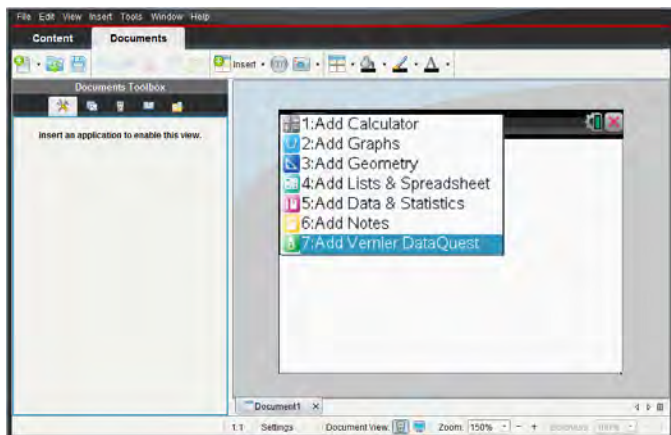 File Edit View Insert Tools Window Help
Content Documents
Insert
Documents Toolbox
Insert an application to enable this view.
1:Add Calculator
2:Add Graphs
3:Add Geometry
4:Add Lists & Spreadsheet
5:Add Data & Statistics
6:Add Notes
7:Add Vernier DataQuest
Document1
1.1 Settings Document View: Zoom: 150% - +